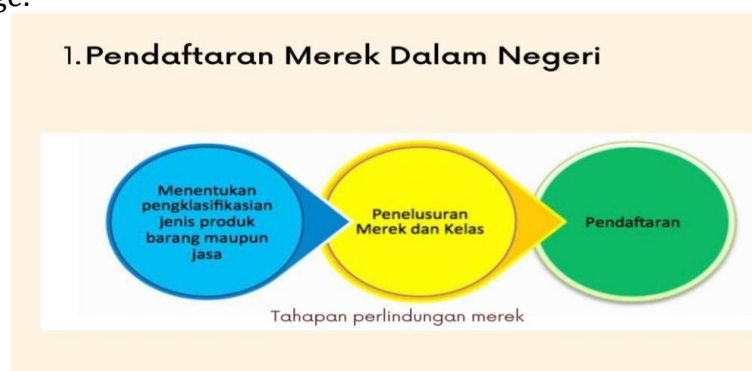 1. Pendaftaran Merek Dalam Negeri
Menentukan
pengklasifikasian
jenis produk
barang maupun
jasa
Penelusuran
Merek dan Kelas
Pendaftaran
Tahapan perlindungan merek